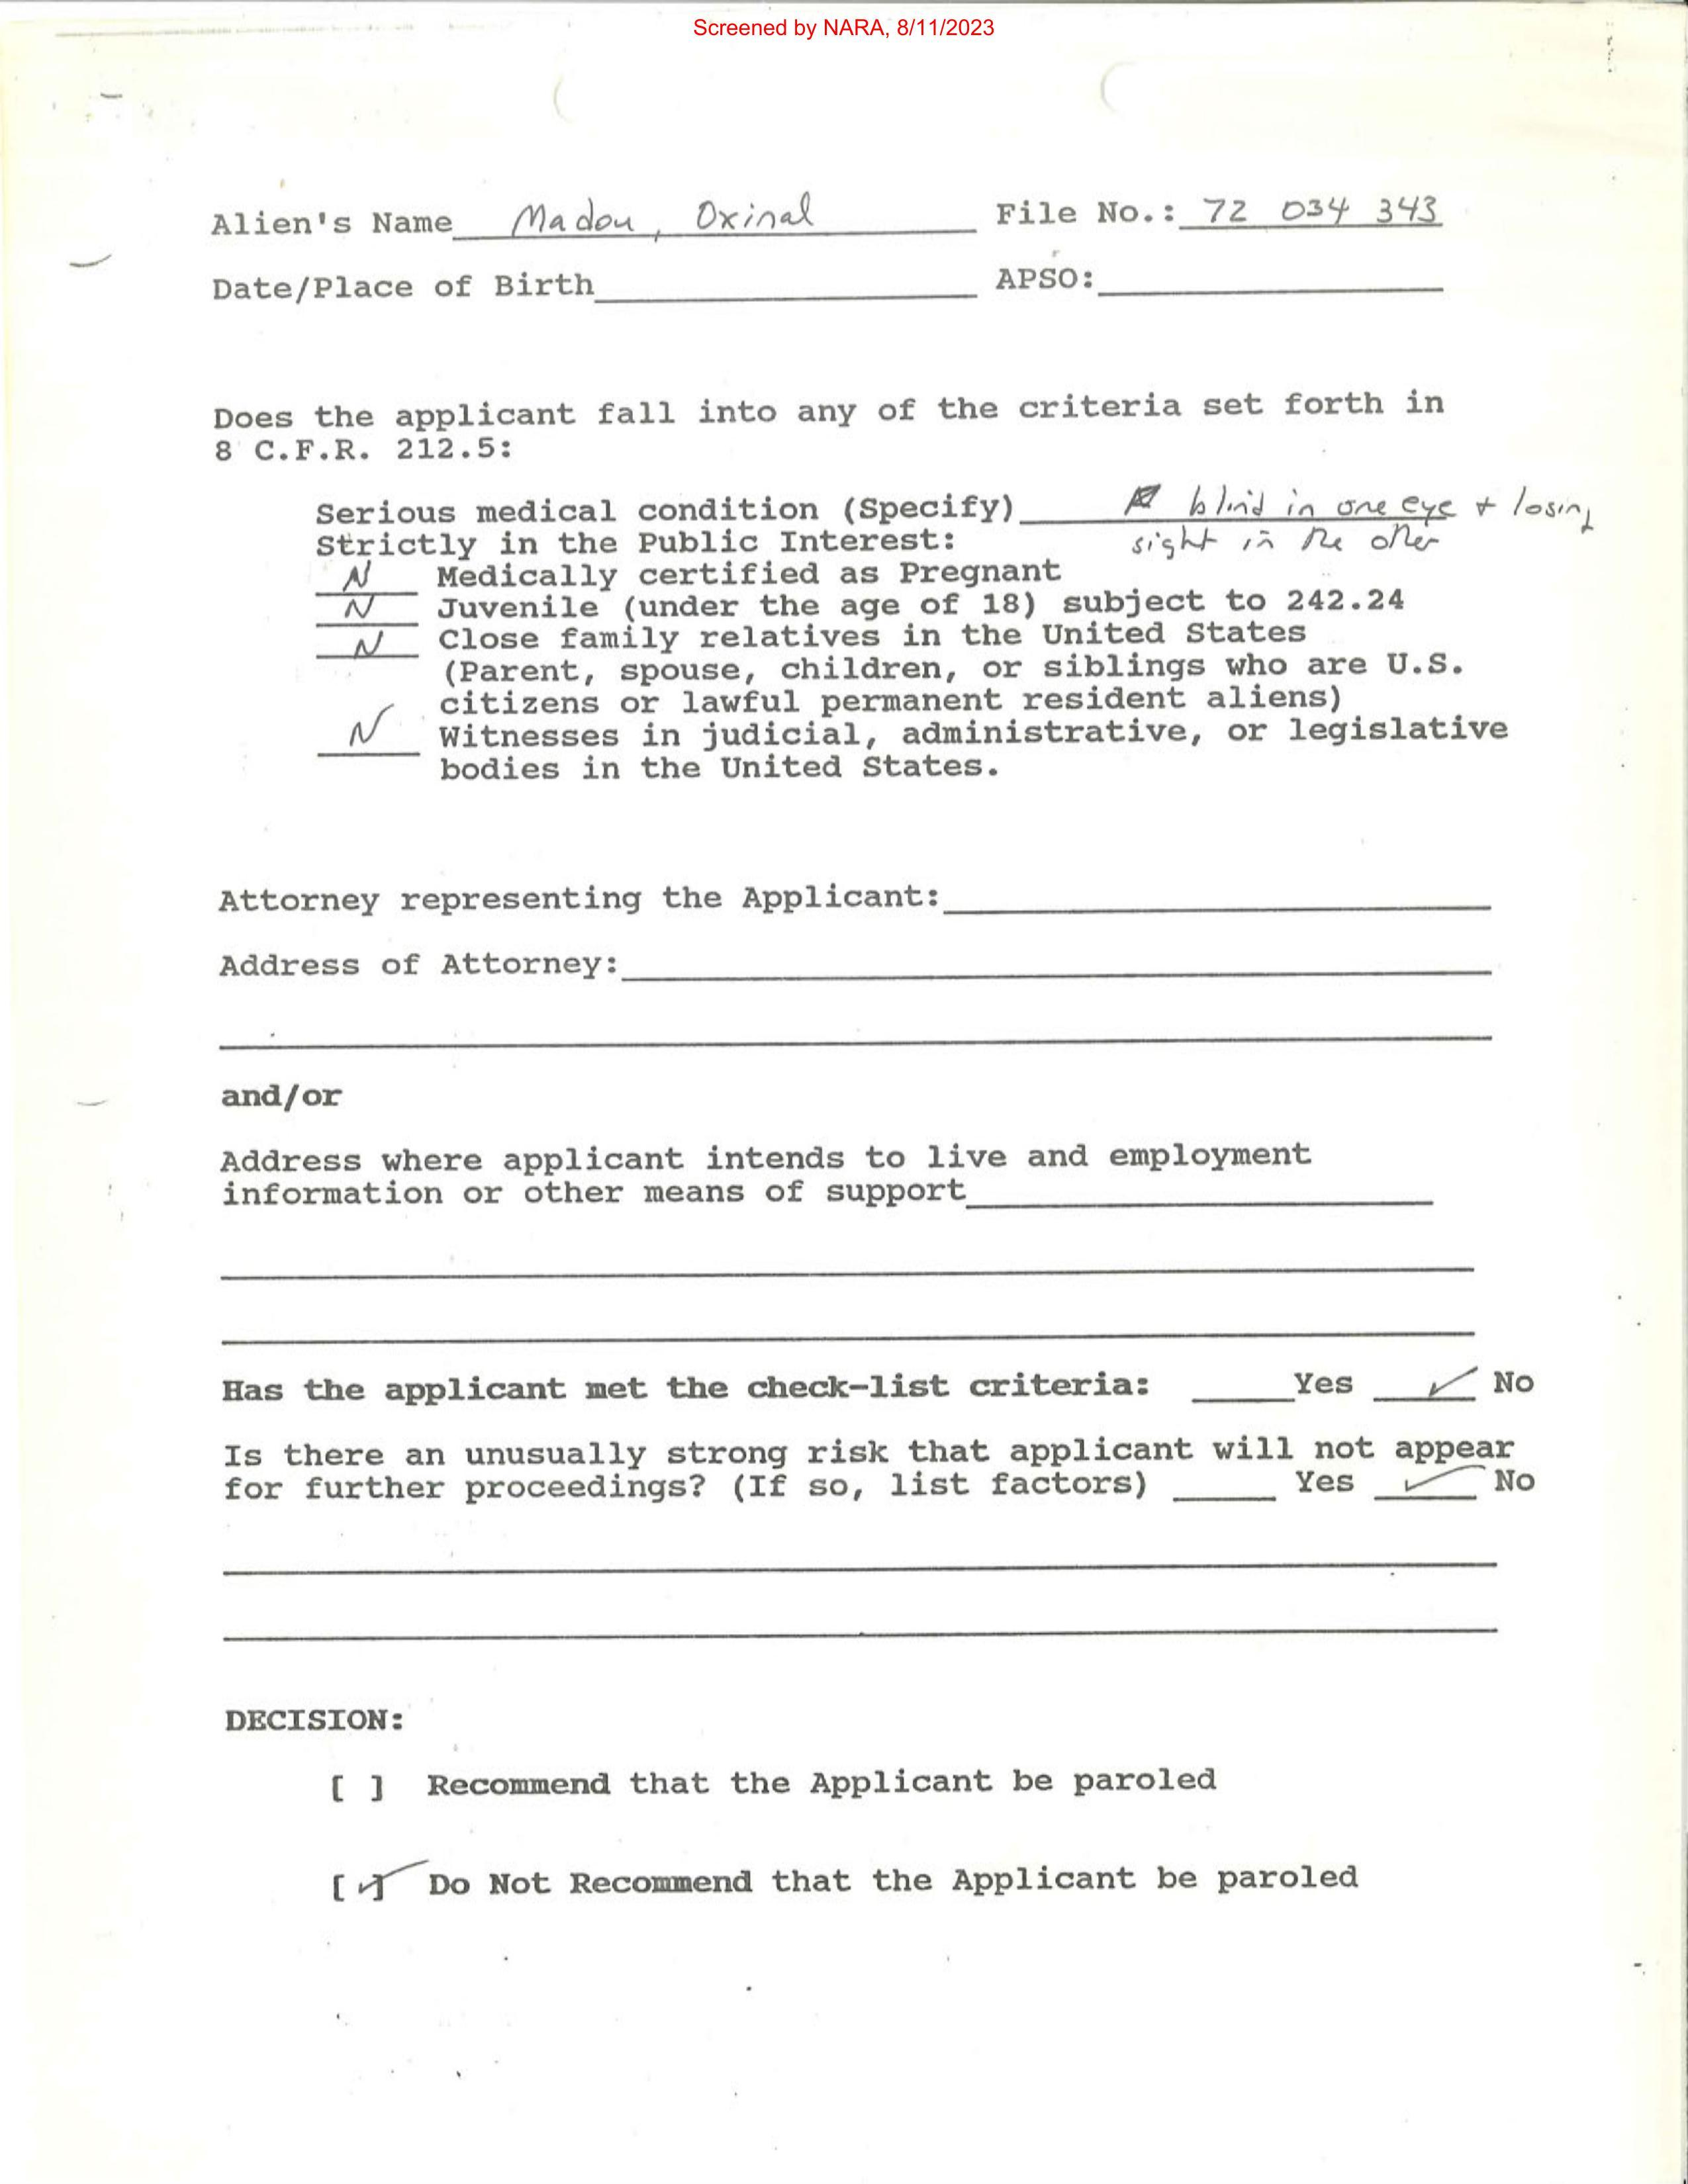 Screened by NARA, 8/11/2023
Alien's Name Madou, Oxinal File No.: 72 034 343
Date/Place of Birth APSO:
Does the applicant fall into any of the criteria set forth in
8 C.F.R. 212.5:
Serious medical condition (Specify) blind in one eye + losing
Strictly in the Public Interest: sight in the other
N Medically certified as Pregnant
N Juvenile (under the age of 18) subject to 242.24
N Close family relatives in the United States
(Parent, spouse, children, or siblings who are U.S.
citizens or lawful permanent resident aliens)
N Witnesses in judicial, administrative, or legislative
bodies in the United States.
Attorney representing the Applicant:
Address of Attorney:
and/or
Address where applicant intends to live and employment
information or other means of support
Has the applicant met the check-list criteria: Yes ✓ No
Is there an unusually strong risk that applicant will not appear
for further proceedings? (If so, list factors) Yes ✓ No
DECISION:
[ ] Recommend that the Applicant be paroled
[✓] Do Not Recommend that the Applicant be paroled